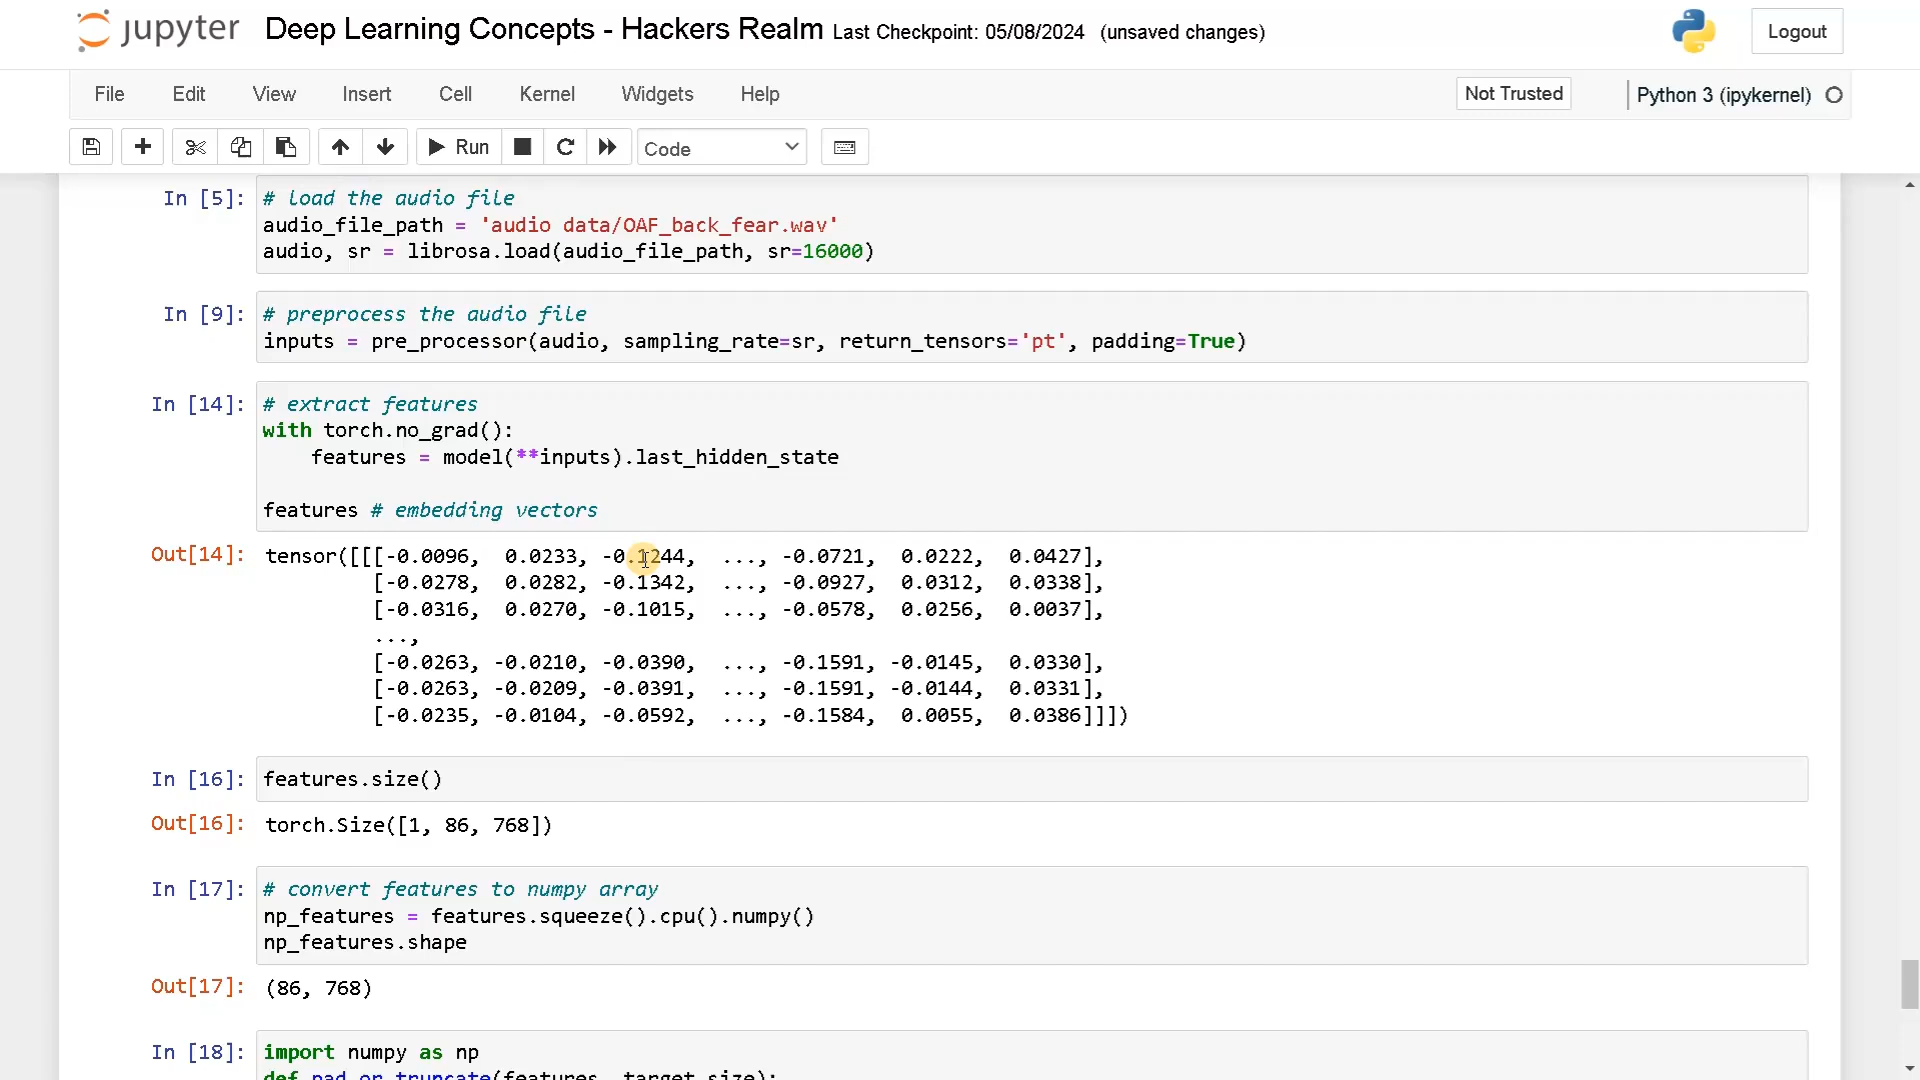 jupyter Deep Learning Concepts - Hackers Realm Last Checkpoint: 05/08/2024 (unsaved changes) Logout
File Edit View Insert Cell Kernel Widgets Help Not Trusted Python 3 (ipykernel)
Run Code
In [5]: # load the audio file
audio_file_path = 'audio data/OAF_back_fear.wav'
audio, sr = librosa.load(audio_file_path, sr=16000)
In [9]: # preprocess the audio file
inputs = pre_processor(audio, sampling_rate=sr, return_tensors='pt', padding=True)
In [14]: # extract features
with torch.no_grad():
    features = model(**inputs).last_hidden_state
features # embedding vectors
Out[14]: tensor([[[-0.0096,  0.0233, -0.1244,  ..., -0.0721,  0.0222,  0.0427],
[-0.0278,  0.0282, -0.1342,  ..., -0.0927,  0.0312,  0.0338],
[-0.0316,  0.0270, -0.1015,  ..., -0.0578,  0.0256,  0.0037],
...,
[-0.0263, -0.0210, -0.0390,  ..., -0.1591, -0.0145,  0.0330],
[-0.0263, -0.0209, -0.0391,  ..., -0.1591, -0.0144,  0.0331],
[-0.0235, -0.0104, -0.0592,  ..., -0.1584,  0.0055,  0.0386]]])
In [16]: features.size()
Out[16]: torch.Size([1, 86, 768])
In [17]: # convert features to numpy array
np_features = features.squeeze().cpu().numpy()
np_features.shape
Out[17]: (86, 768)
In [18]: import numpy as np
def pad_or_truncate(features, target_size):